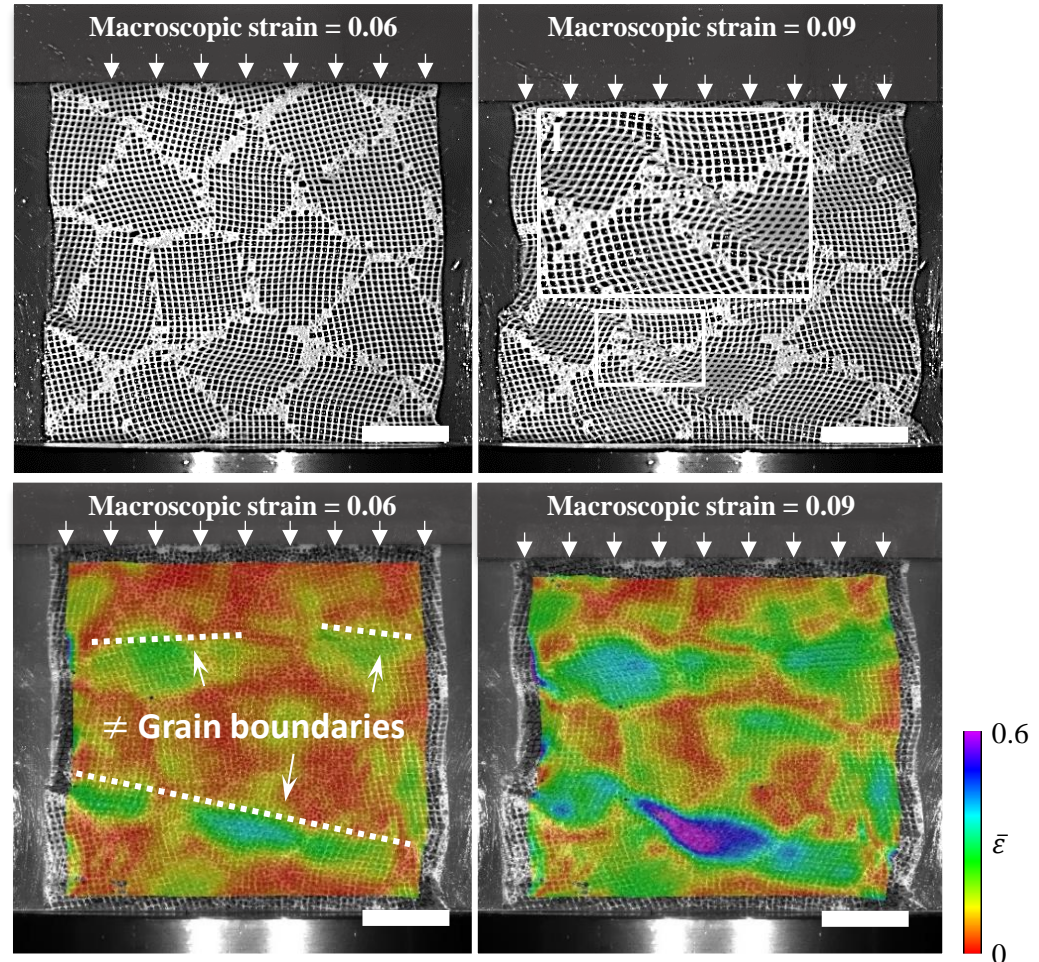 Macroscopic strain = 0.06
Macroscopic strain = 0.09
I
Macroscopic strain = 0.06
Macroscopic strain = 0.09
≠ Grain boundaries
0.6
ε̄
0